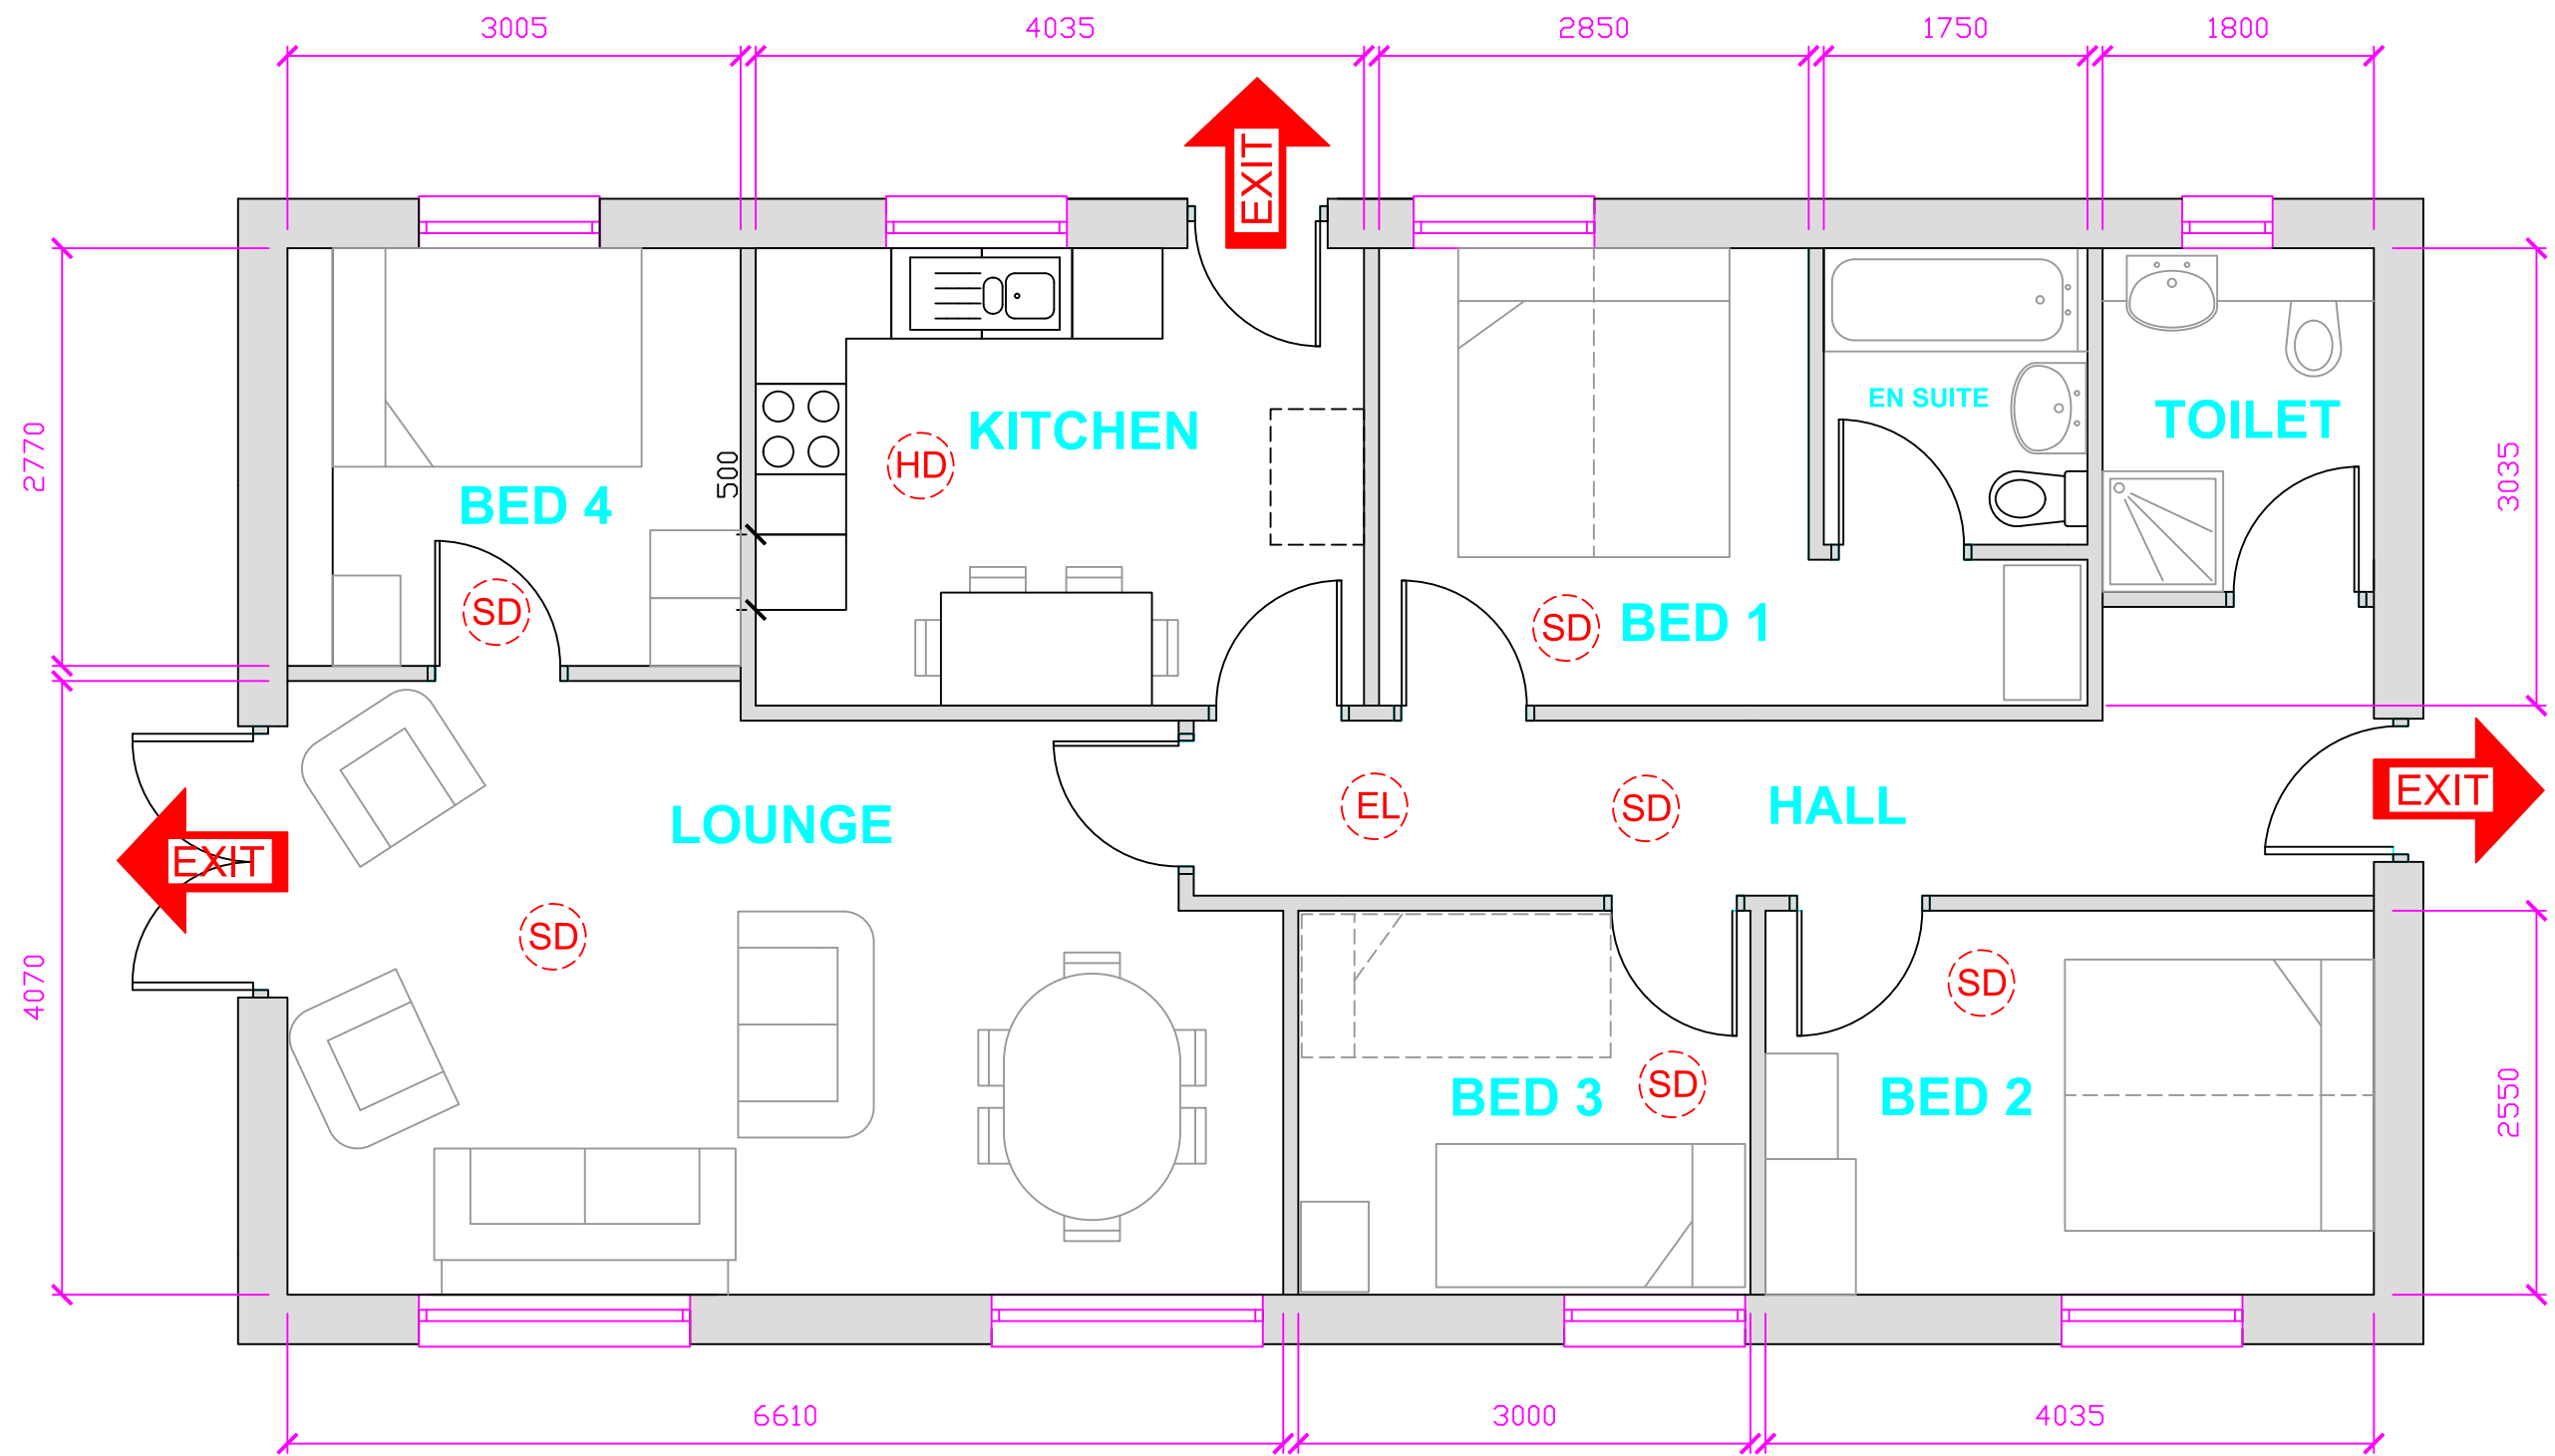 3005
4035
2850
1750
1800
EXIT
2770
3035
EN SUITE
KITCHEN
TOILET
HD
500
BED 4
SD
SD
BED 1
EXIT
EL
SD
HALL
LOUNGE
EXIT
SD
SD
4070
SD
BED 3
BED 2
2550
6610
3000
4035